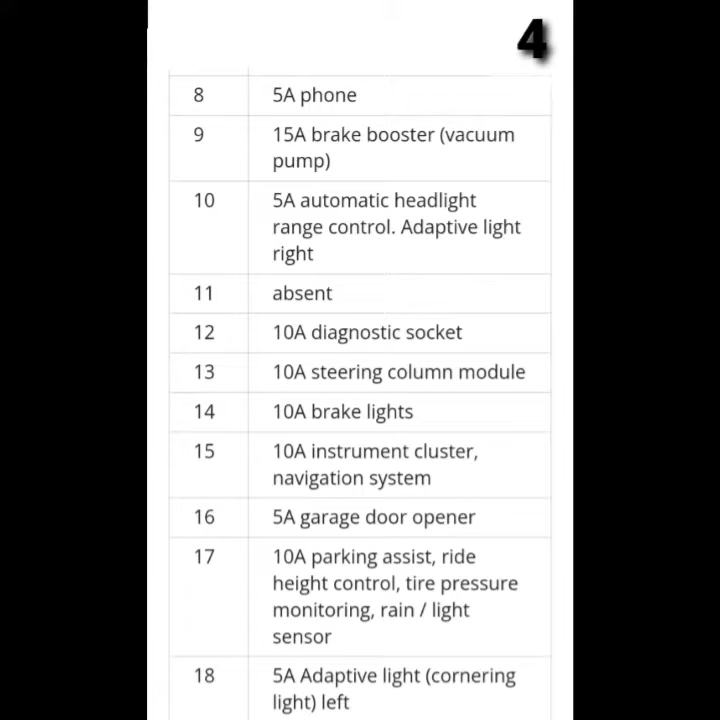 4
8 5A phone
9 15A brake booster (vacuum
pump)
10 5A automatic headlight
range control. Adaptive light
right
11 absent
12 10A diagnostic socket
13 10A steering column module
14 10A brake lights
15 10A instrument cluster,
navigation system
16 5A garage door opener
17 10A parking assist, ride
height control, tire pressure
monitoring, rain / light
sensor
18 5A Adaptive light (cornering
light) left